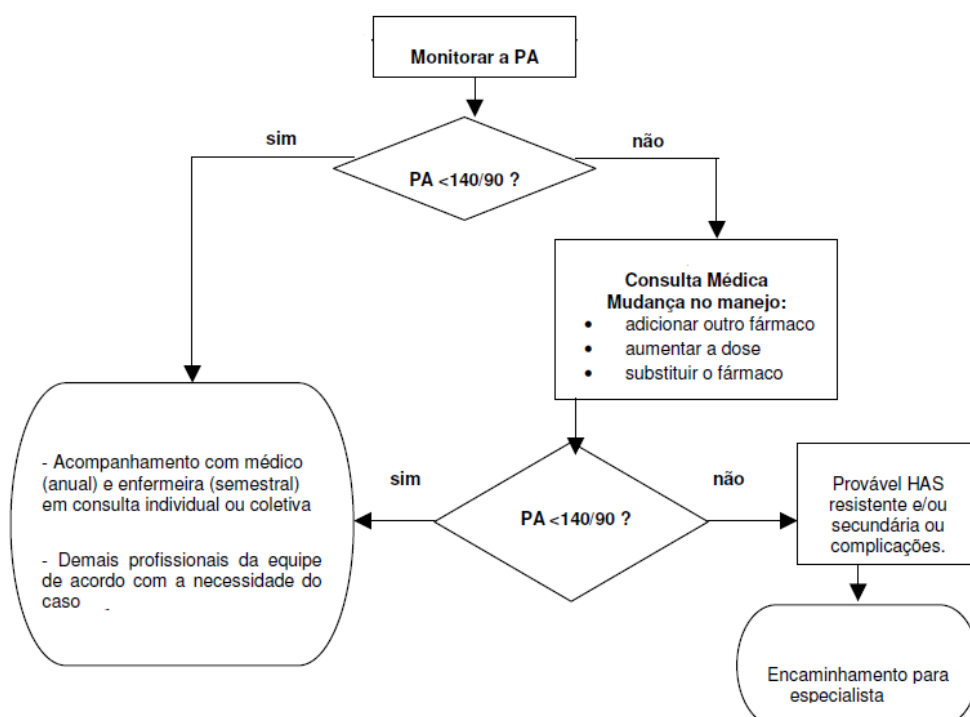 Monitorar a PA
sim
não
PA <140/90 ?
Consulta Médica
Mudança no manejo:
• adicionar outro fármaco
• aumentar a dose
• substituir o fármaco
- Acompanhamento com médico
(anual) e enfermeira (semestral)
em consulta individual ou coletiva
- Demais profissionais da equipe
de acordo com a necessidade do
caso
sim
PA <140/90 ?
não
Provável HAS
resistente e/ou
secundária ou
complicações.
Encaminhamento para
especialista